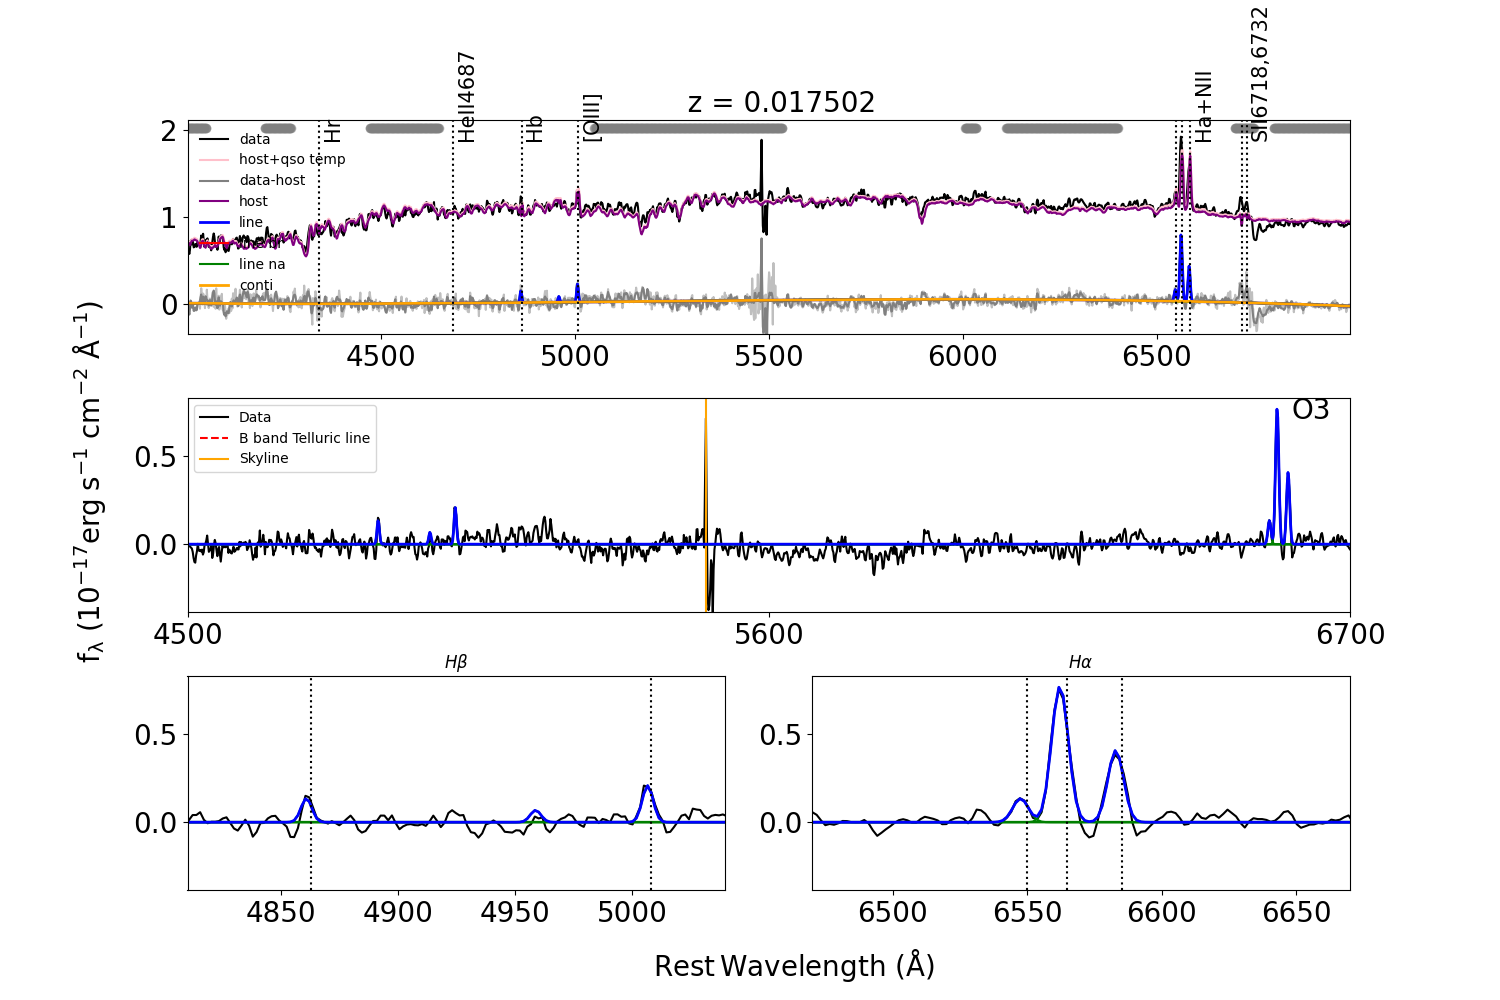 z = 0.017502
Hr
HeII4687
Hb
[OIII]
Ha+NII
SII6718,6732
data
host+qso temp
data-host
host
line
line na
conti
2
1
0
4500
5000
5500
6000
6500
f_λ (10^−17 erg s^−1 cm^−2 Å^−1)
Data
B band Telluric line
Skyline
O3
0.5
0.0
4500
5600
6700
Hβ
0.5
0.0
4850
4900
4950
5000
Hα
0.5
0.0
6500
6550
6600
6650
Rest Wavelength (Å)